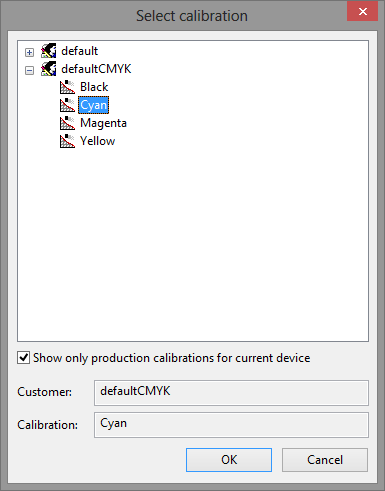 Select calibration
default
defaultCMYK
Black
Cyan
Magenta
Yellow
Show only production calibrations for current device
Customer: defaultCMYK
Calibration: Cyan
OK Cancel